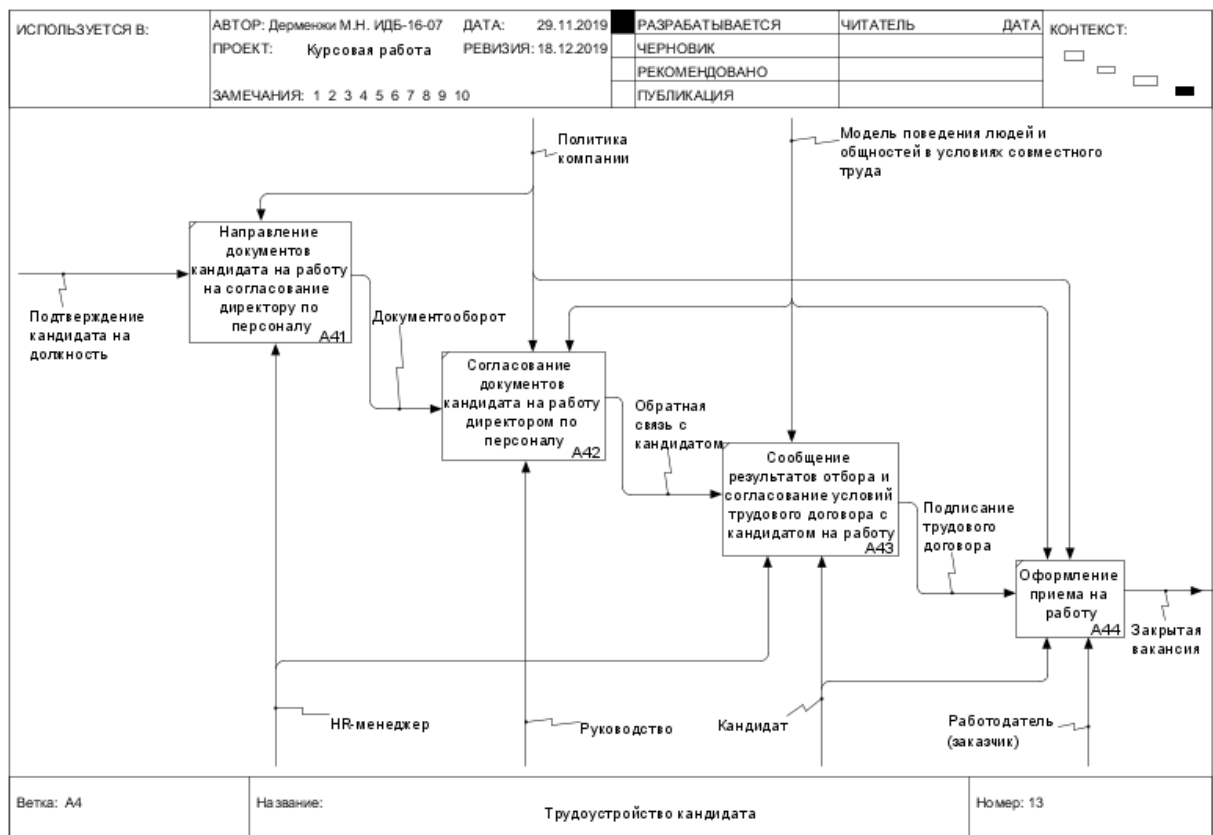 ИСПОЛЬЗУЕТСЯ В:
АВТОР: Дерменжи М.Н. ИДБ-16-07
ДАТА: 29.11.2019
РАЗРАБАТЫВАЕТСЯ
ЧИТАТЕЛЬ
ДАТА
КОНТЕКСТ:
ПРОЕКТ: Курсовая работа
РЕВИЗИЯ: 18.12.2019
ЧЕРНОВИК
РЕКОМЕНДОВАНО
ЗАМЕЧАНИЯ: 1 2 3 4 5 6 7 8 9 10
ПУБЛИКАЦИЯ
Политика
компании
Модель поведения людей и
общностей в условиях совместного
труда
Направление
документов
кандидата на работу
на согласование
директору по
персоналу
A41
Подтверждение
кандидата на
должность
Документооборот
Согласование
документов
кандидата на работу
директором по
персоналу
A42
Обратная
связь с
кандидатом
Сообщение
результатов отбора и
согласование условий
трудового договора с
кандидатом на работу
A43
Подписание
трудового
договора
Оформление
приема на
работу
A44
Закрытая
вакансия
HR-менеджер
Руководство
Кандидат
Работодатель
(заказчик)
Ветка: A4
Название:
Трудоустройство кандидата
Номер: 13